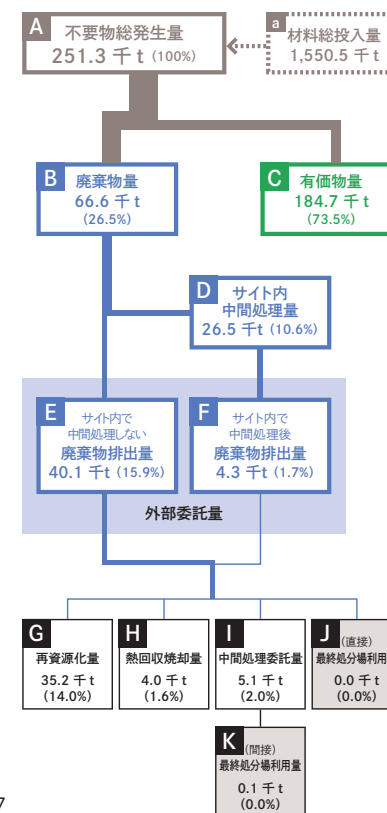 A
不要物総発生量
251.3 千 t (100%)
a
材料総投入量
1,550.5 千 t
B
廃棄物量
66.6 千 t
(26.5%)
C
有価物量
184.7 千 t
(73.5%)
D
サイト内
中間処理量
26.5 千t (10.6%)
E
サイト内で
中間処理しない
廃棄物排出量
40.1 千t (15.9%)
F
サイト内で
中間処理後
廃棄物排出量
4.3 千t (1.7%)
外部委託量
G
再資源化量
35.2 千 t
(14.0%)
H
熱回収焼却量
4.0 千 t
(1.6%)
I
中間処理委託量
5.1 千 t
(2.0%)
J
(直接)
最終処分場利用
0.0 千 t
(0.0%)
K
(間接)
最終処分場利用量
0.1 千 t
(0.0%)
7